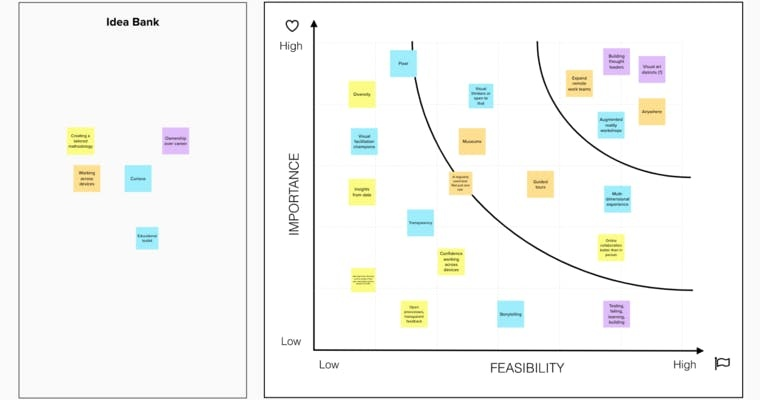 Idea Bank
Creating a
tailored
methodology
Ownership
over career
Working
across
devices
Curious
Educational
toolkit
High
IMPORTANCE
Low
Low
FEASIBILITY
High
Pixar
Diversity
Visual
thinkers or
open to
that
Visual
facilitation
champions
Museums
Insights
from data
Guided
tours
Transparency
Confidence
working
across
devices
Open
processes,
transparent
feedback
Storytelling
Testing,
failing,
learning,
building
Building
thought
leaders
Visual art
districts (!)
Expand
remote
work teams
Anywhere
Augmented
reality
workshops
Multi
dimensional
experience
Online
collaboration
better than in
person